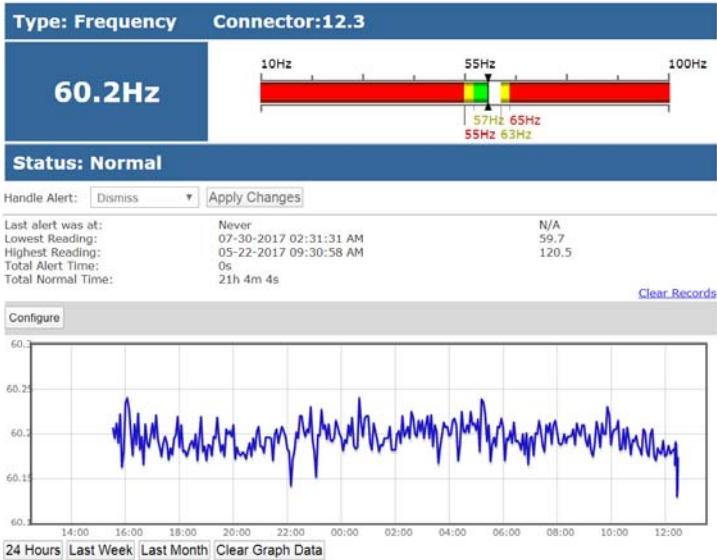 Type: Frequency Connector:12.3
60.2Hz
10Hz 55Hz 100Hz
57Hz 65Hz
55Hz 63Hz
Status: Normal
Handle Alert: Dismiss Apply Changes
Last alert was at: Never N/A
Lowest Reading: 07-30-2017 02:31:31 AM 59.7
Highest Reading: 05-22-2017 09:30:58 AM 120.5
Total Alert Time: 0s
Total Normal Time: 21h 4m 4s
Clear Records
Configure
60.3
60.25
60.2
60.15
60.1
14:00 16:00 18:00 20:00 22:00 00:00 02:00 04:00 06:00 08:00 10:00 12:00
24 Hours Last Week Last Month Clear Graph Data